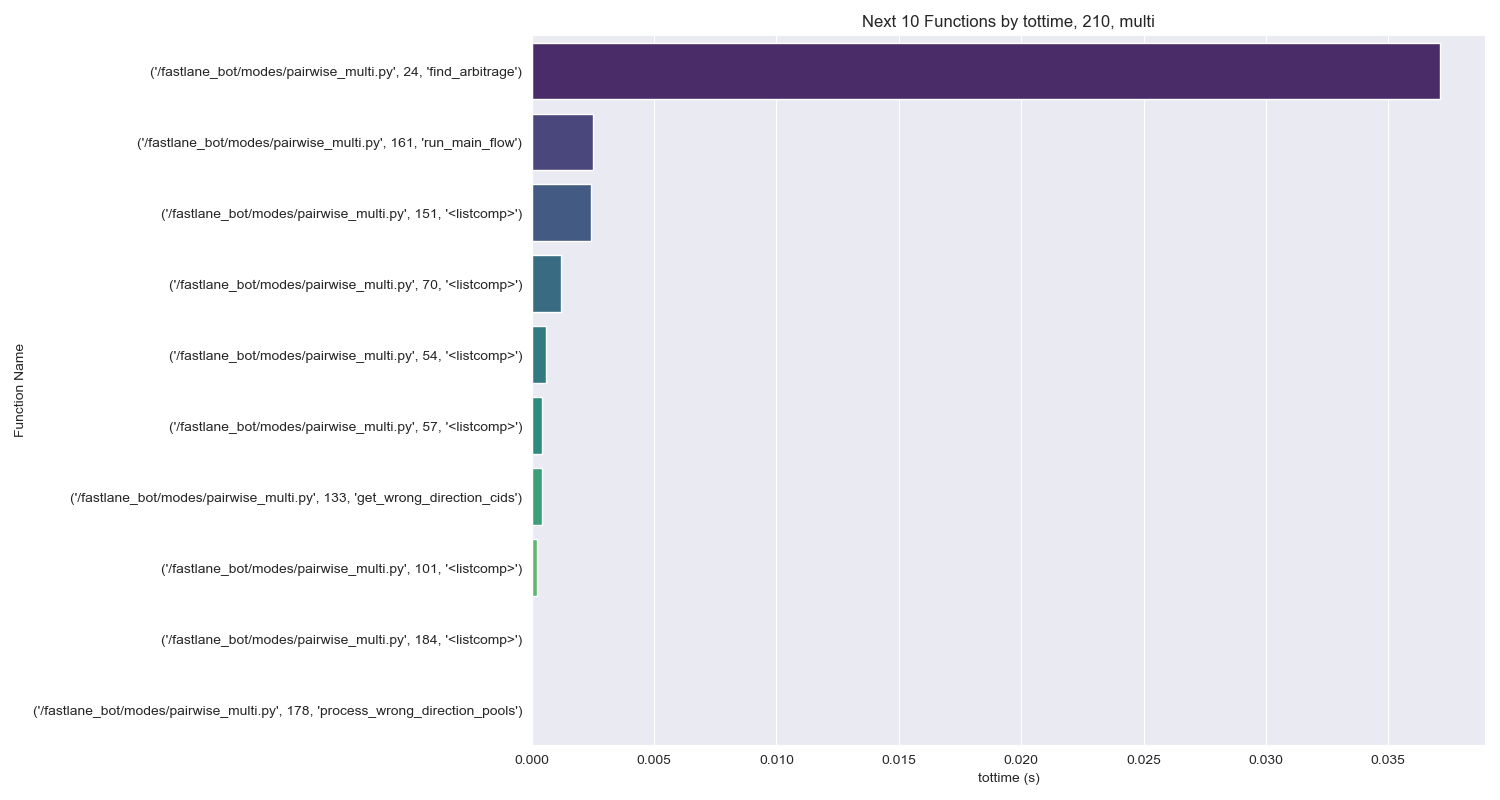 Next 10 Functions by tottime, 210, multi
('/fastlane_bot/modes/pairwise_multi.py', 24, 'find_arbitrage')
('/fastlane_bot/modes/pairwise_multi.py', 161, 'run_main_flow')
('/fastlane_bot/modes/pairwise_multi.py', 151, '<listcomp>')
('/fastlane_bot/modes/pairwise_multi.py', 70, '<listcomp>')
('/fastlane_bot/modes/pairwise_multi.py', 54, '<listcomp>')
('/fastlane_bot/modes/pairwise_multi.py', 57, '<listcomp>')
('/fastlane_bot/modes/pairwise_multi.py', 133, 'get_wrong_direction_cids')
('/fastlane_bot/modes/pairwise_multi.py', 101, '<listcomp>')
('/fastlane_bot/modes/pairwise_multi.py', 184, '<listcomp>')
('/fastlane_bot/modes/pairwise_multi.py', 178, 'process_wrong_direction_pools')
Function Name
0.000 0.005 0.010 0.015 0.020 0.025 0.030 0.035
tottime (s)